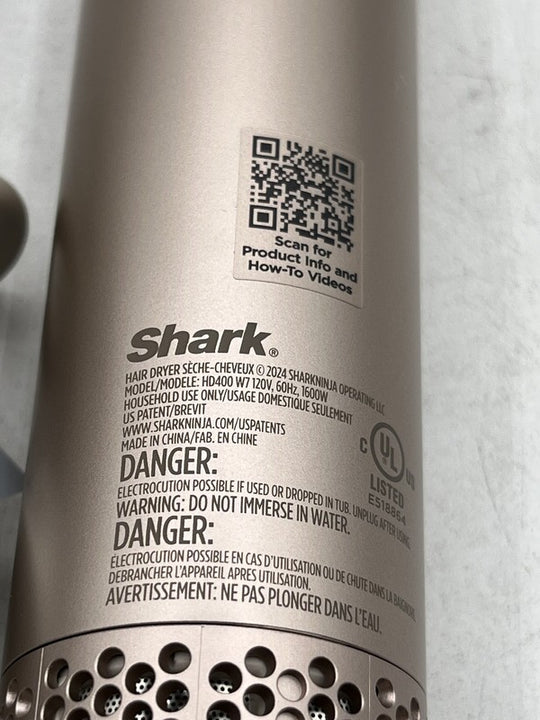 Scan for
Product Info and
How-To Videos
Shark®
HAIR DRYER SÈCHE-CHEVEUX © 2024 SHARKNINJA OPERATING LLC
MODEL/MODELE: HD400 W7 120V, 60Hz, 1600W
HOUSEHOLD USE ONLY/USAGE DOMESTIQUE SEULEMENT
US PATENT/BREVIT
WWW.SHARKNINJA.COM/USPATENTS
MADE IN CHINA/FAB. EN CHINE
C UL US
LISTED
E518864
DANGER:
ELECTROCUTION POSSIBLE IF USED OR DROPPED IN TUB. UNPLUG AFTER USING.
WARNING: DO NOT IMMERSE IN WATER.
DANGER:
ÉLECTROCUTION POSSIBLE EN CAS D'UTILISATION OU DE CHUTE DANS LA BAIGNOIRE.
DEBRANCHER L'APPAREIL APRES UTILISATION.
AVERTISSEMENT: NE PAS PLONGER DANS L'EAU.